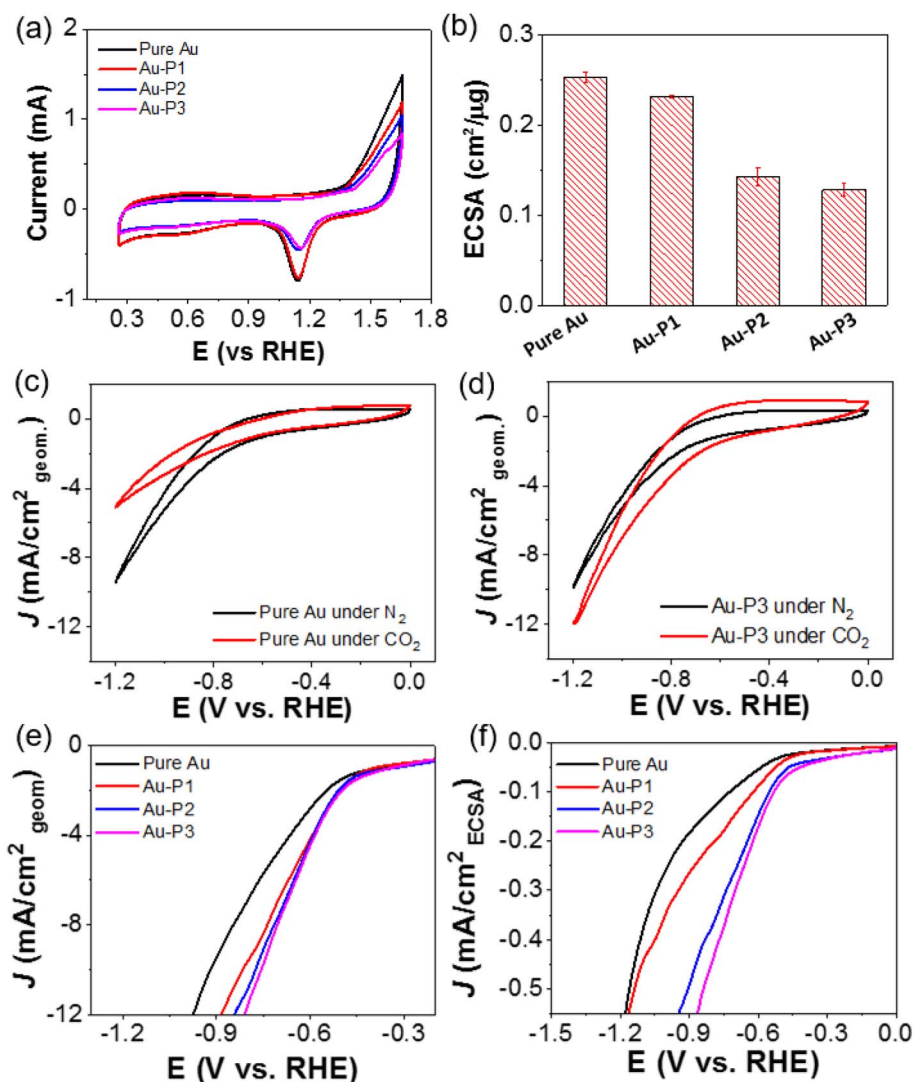 (a)
Pure Au
Au-P1
Au-P2
Au-P3
Current (mA)
2
1
0
-1
0.3 0.6 0.9 1.2 1.5 1.8
E (vs RHE)
(b)
ECSA (cm²/μg)
0.3
0.2
0.1
0.0
Pure Au Au-P1 Au-P2 Au-P3
(c)
J (mA/cm² geom.)
0
-4
-8
-12
Pure Au under N₂
Pure Au under CO₂
-1.2 -0.8 -0.4 0.0
E (V vs. RHE)
(d)
J (mA/cm² geom.)
0
-4
-8
-12
Au-P3 under N₂
Au-P3 under CO₂
-1.2 -0.8 -0.4 0.0
E (V vs. RHE)
(e)
Pure Au
Au-P1
Au-P2
Au-P3
J (mA/cm² geom)
0
-4
-8
-12
-1.2 -0.9 -0.6 -0.3
E (V vs. RHE)
(f)
Pure Au
Au-P1
Au-P2
Au-P3
J (mA/cm² ECSA)
0.0
-0.1
-0.2
-0.3
-0.4
-0.5
-1.5 -1.2 -0.9 -0.6 -0.3 0.0
E (V vs. RHE)